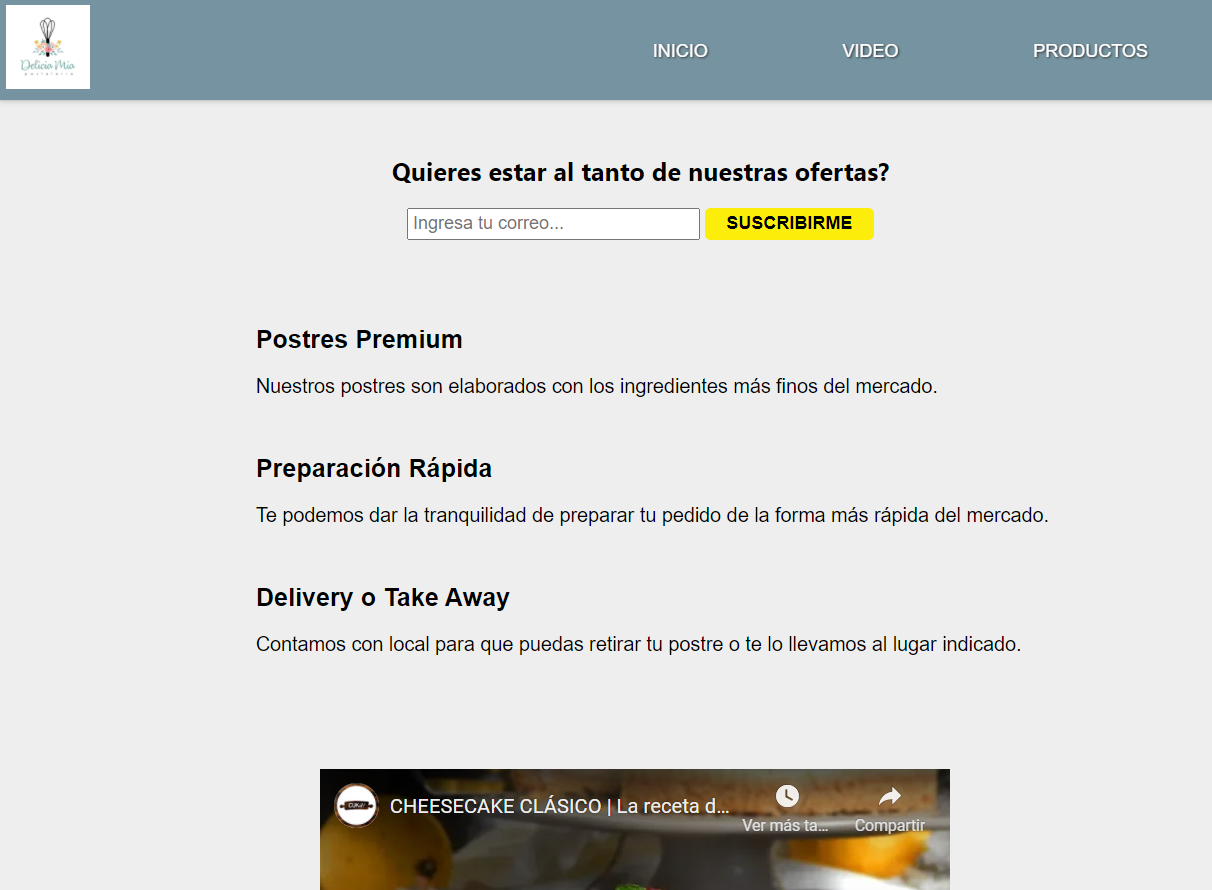 Delicia Mia
pastelería
INICIO
VIDEO
PRODUCTOS
Quieres estar al tanto de nuestras ofertas?
Ingresa tu correo...
SUSCRIBIRME
Postres Premium
Nuestros postres son elaborados con los ingredientes más finos del mercado.
Preparación Rápida
Te podemos dar la tranquilidad de preparar tu pedido de la forma más rápida del mercado.
Delivery o Take Away
Contamos con local para que puedas retirar tu postre o te lo llevamos al lugar indicado.
CHEESECAKE CLÁSICO | La receta d...
Ver más ta...
Compartir